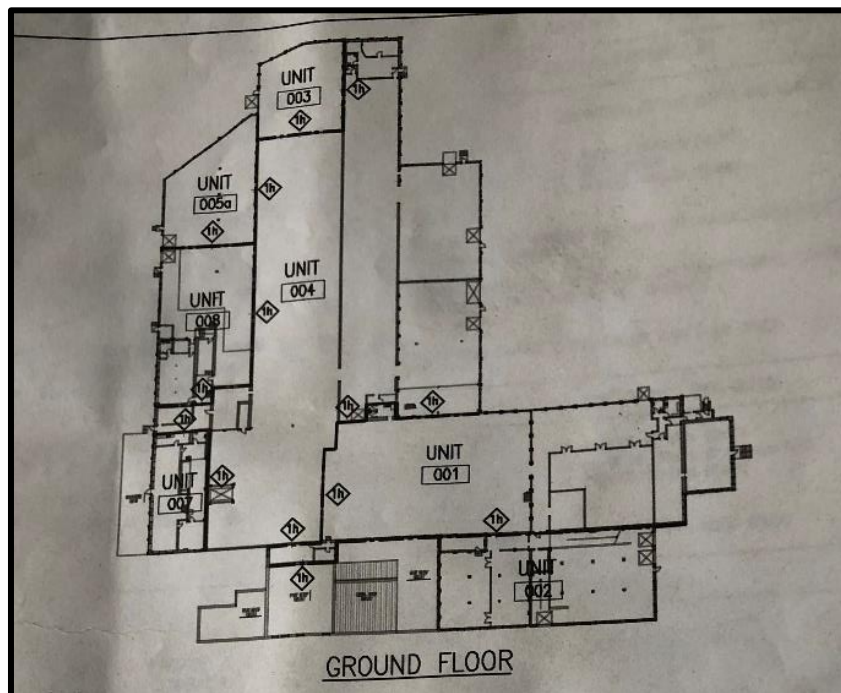 UNIT
003
1h
1h
UNIT
005a
1h
1h
UNIT
004
1h
UNIT
008
1h
1h
1h
1h
UNIT
001
UNIT
007
1h
1h
1h
1h
1h
UNIT
002
GROUND FLOOR